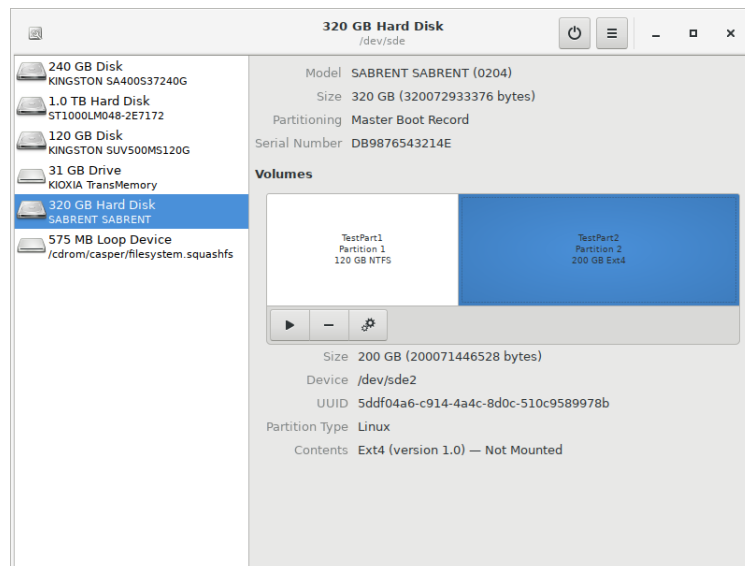 320 GB Hard Disk
/dev/sde
240 GB Disk
KINGSTON SA400S37240G
1.0 TB Hard Disk
ST1000LM048-2E7172
120 GB Disk
KINGSTON SUV500MS120G
31 GB Drive
KIOXIA TransMemory
320 GB Hard Disk
SABRENT SABRENT
575 MB Loop Device
/cdrom/casper/filesystem.squashfs
Model SABRENT SABRENT (0204)
Size 320 GB (320072933376 bytes)
Partitioning Master Boot Record
Serial Number DB9876543214E
Volumes
TestPart1
Partition 1
120 GB NTFS
TestPart2
Partition 2
200 GB Ext4
Size 200 GB (200071446528 bytes)
Device /dev/sde2
UUID 5ddf04a6-c914-4a4c-8d0c-510c9589978b
Partition Type Linux
Contents Ext4 (version 1.0) — Not Mounted